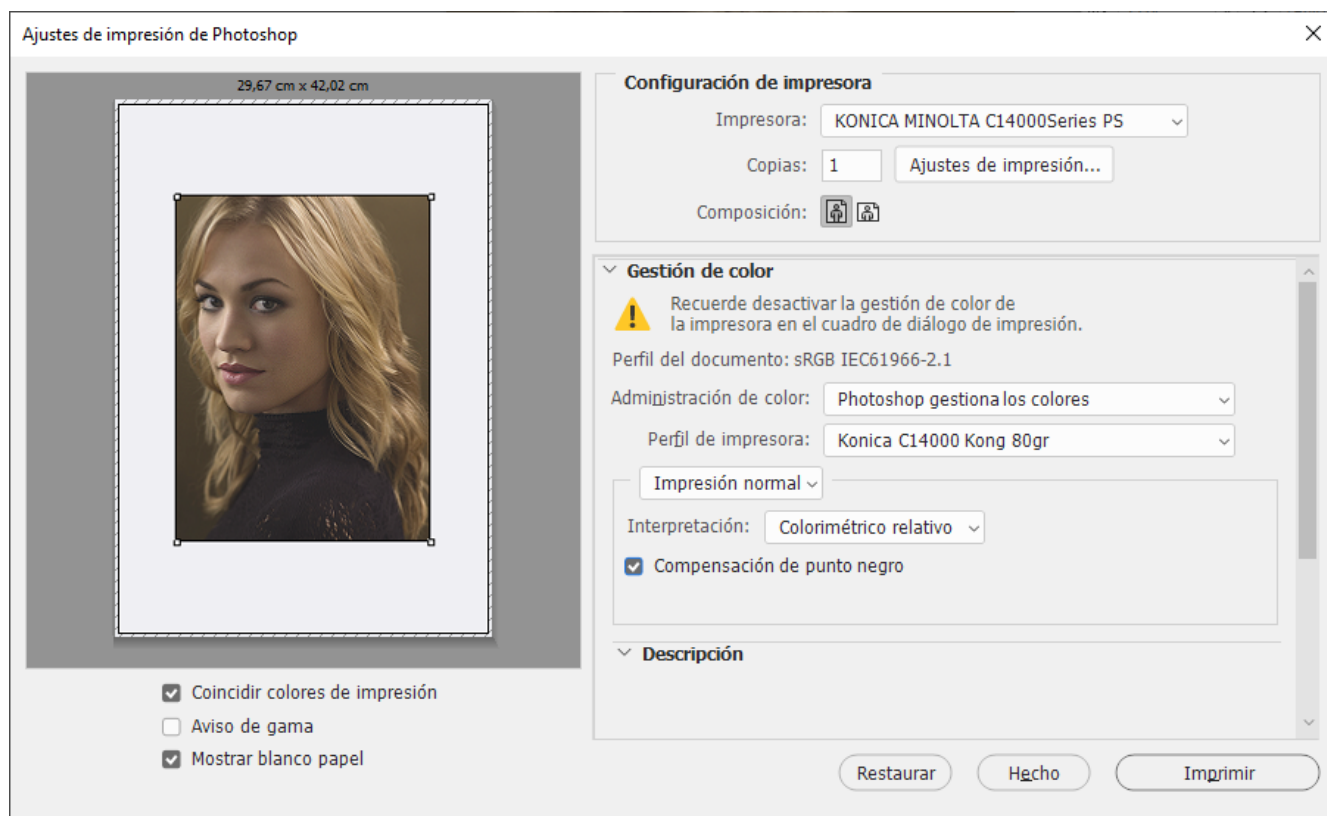 Ajustes de impresión de Photoshop
29,67 cm x 42,02 cm
Configuración de impresora
Impresora: KONICA MINOLTA C14000Series PS
Copias: 1 Ajustes de impresión...
Composición:
Gestión de color
Recuerde desactivar la gestión de color de
la impresora en el cuadro de diálogo de impresión.
Perfil del documento: sRGB IEC61966-2.1
Administración de color: Photoshop gestiona los colores
Perfil de impresora: Konica C14000 Kong 80gr
Impresión normal
Interpretación: Colorimétrico relativo
Compensación de punto negro
Descripción
Coincidir colores de impresión
Aviso de gama
Mostrar blanco papel
Restaurar Hecho Imprimir